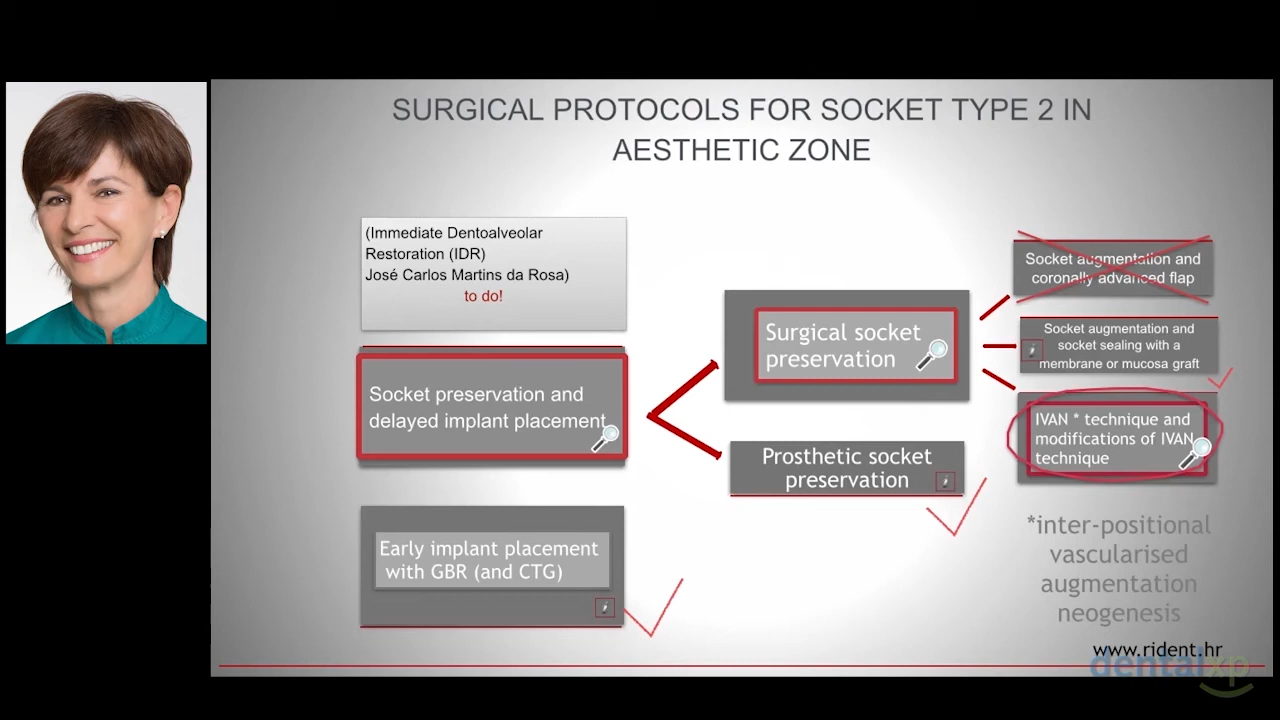 SURGICAL PROTOCOLS FOR SOCKET TYPE 2 IN
AESTHETIC ZONE
(Immediate Dentoalveolar
Restoration (IDR)
José Carlos Martins da Rosa)
to do!
Socket preservation and
delayed implant placement
Early implant placement
with GBR (and CTG)
Surgical socket
preservation
Prosthetic socket
preservation
Socket augmentation and
coronally advanced flap
Socket augmentation and
socket sealing with a
membrane or mucosa graft
IVAN * technique and
modifications of IVAN
technique
*inter-positional
vascularised
augmentation
neogenesis
www.rident.hr
dentalxp